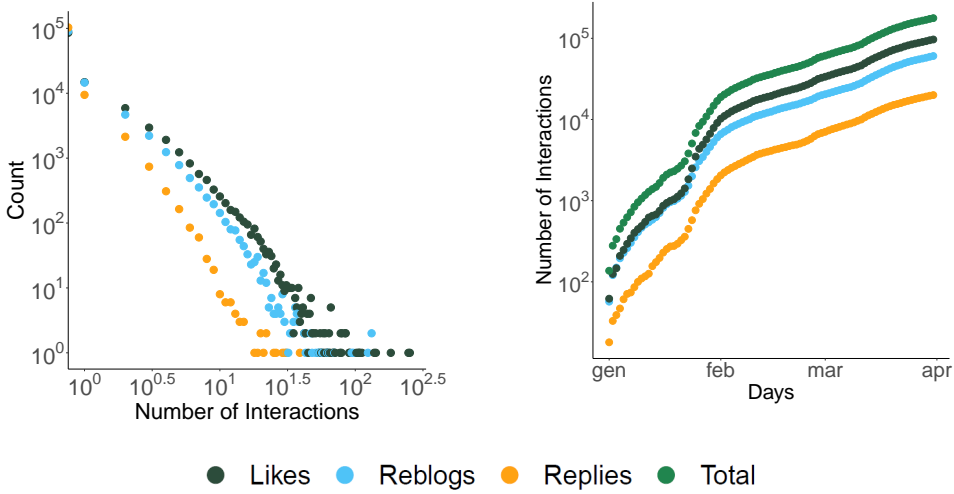 Count
10^5
10^4
10^3
10^2
10^1
10^0
10^0 10^0.5 10^1 10^1.5 10^2 10^2.5
Number of Interactions
Number of Interactions
10^5
10^4
10^3
10^2
gen feb mar apr
Days
Likes Reblogs Replies Total